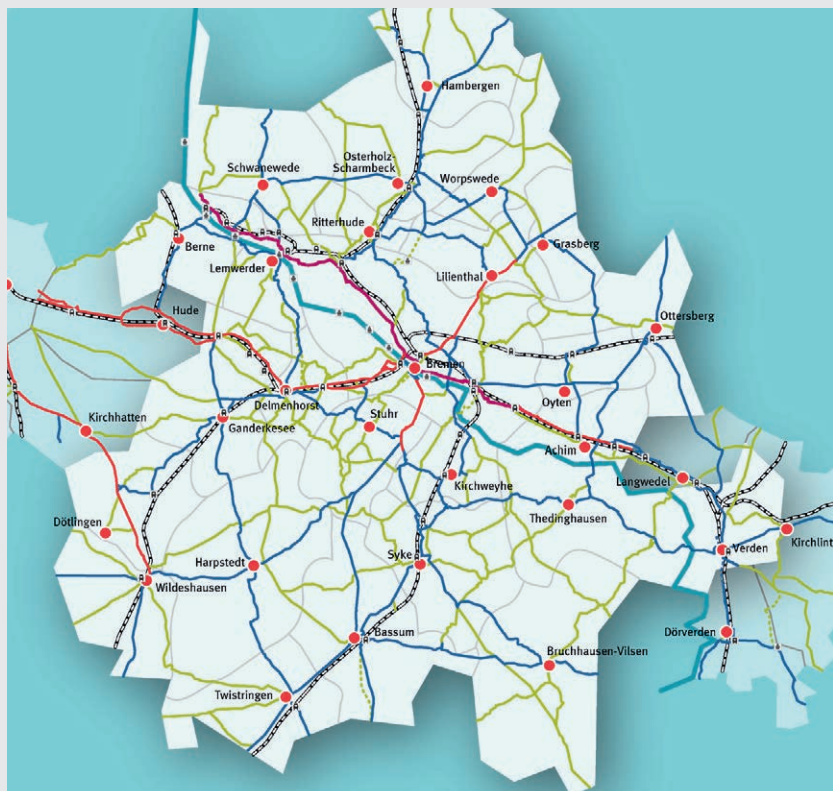 Hambergen
Schwanewede
Osterholz-
Scharmbeck
Worpswede
Ritterhude
Berne
Grasberg
Lemwerder
Lilienthal
Hude
Ottersberg
Bremen
Delmenhorst
Oyten
Kirchhatten
Ganderkesee
Stuhr
Achim
Langwedel
Kirchweyhe
Thedinghausen
Dötlingen
Kirchlint
Verden
Harpstedt
Syke
Wildeshausen
Dörverden
Bassum
Bruchhausen-Vilsen
Twistringen